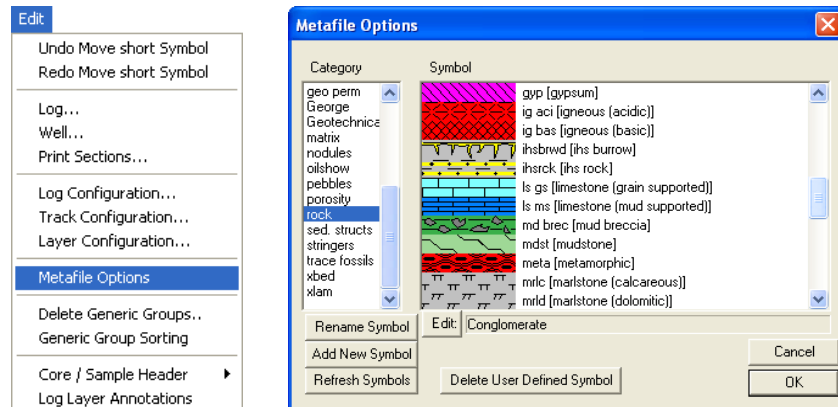 Edit
Undo Move short Symbol
Redo Move short Symbol
Log...
Well...
Print Sections...
Log Configuration...
Track Configuration...
Layer Configuration...
Metafile Options
Delete Generic Groups..
Generic Group Sorting
Core / Sample Header
Log Layer Annotations
Metafile Options
Category
geo perm
George
Geotechnica
matrix
nodules
oilshow
pebbles
porosity
rock
sed. structs
stringers
trace fossils
xbed
xlam
Symbol
gyp [gypsum]
ig aci [igneous (acidic)]
ig bas [igneous (basic)]
ihsbrwd [ihs burrow]
ihsrck [ihs rock]
ls gs [limestone (grain supported)]
ls ms [limestone (mud supported)]
md brec [mud breccia]
mdst [mudstone]
meta [metamorphic]
mrlc [marlstone (calcareous)]
mrld [marlstone (dolomitic)]
Rename Symbol
Edit: Conglomerate
Add New Symbol
Cancel
Refresh Symbols
Delete User Defined Symbol
OK